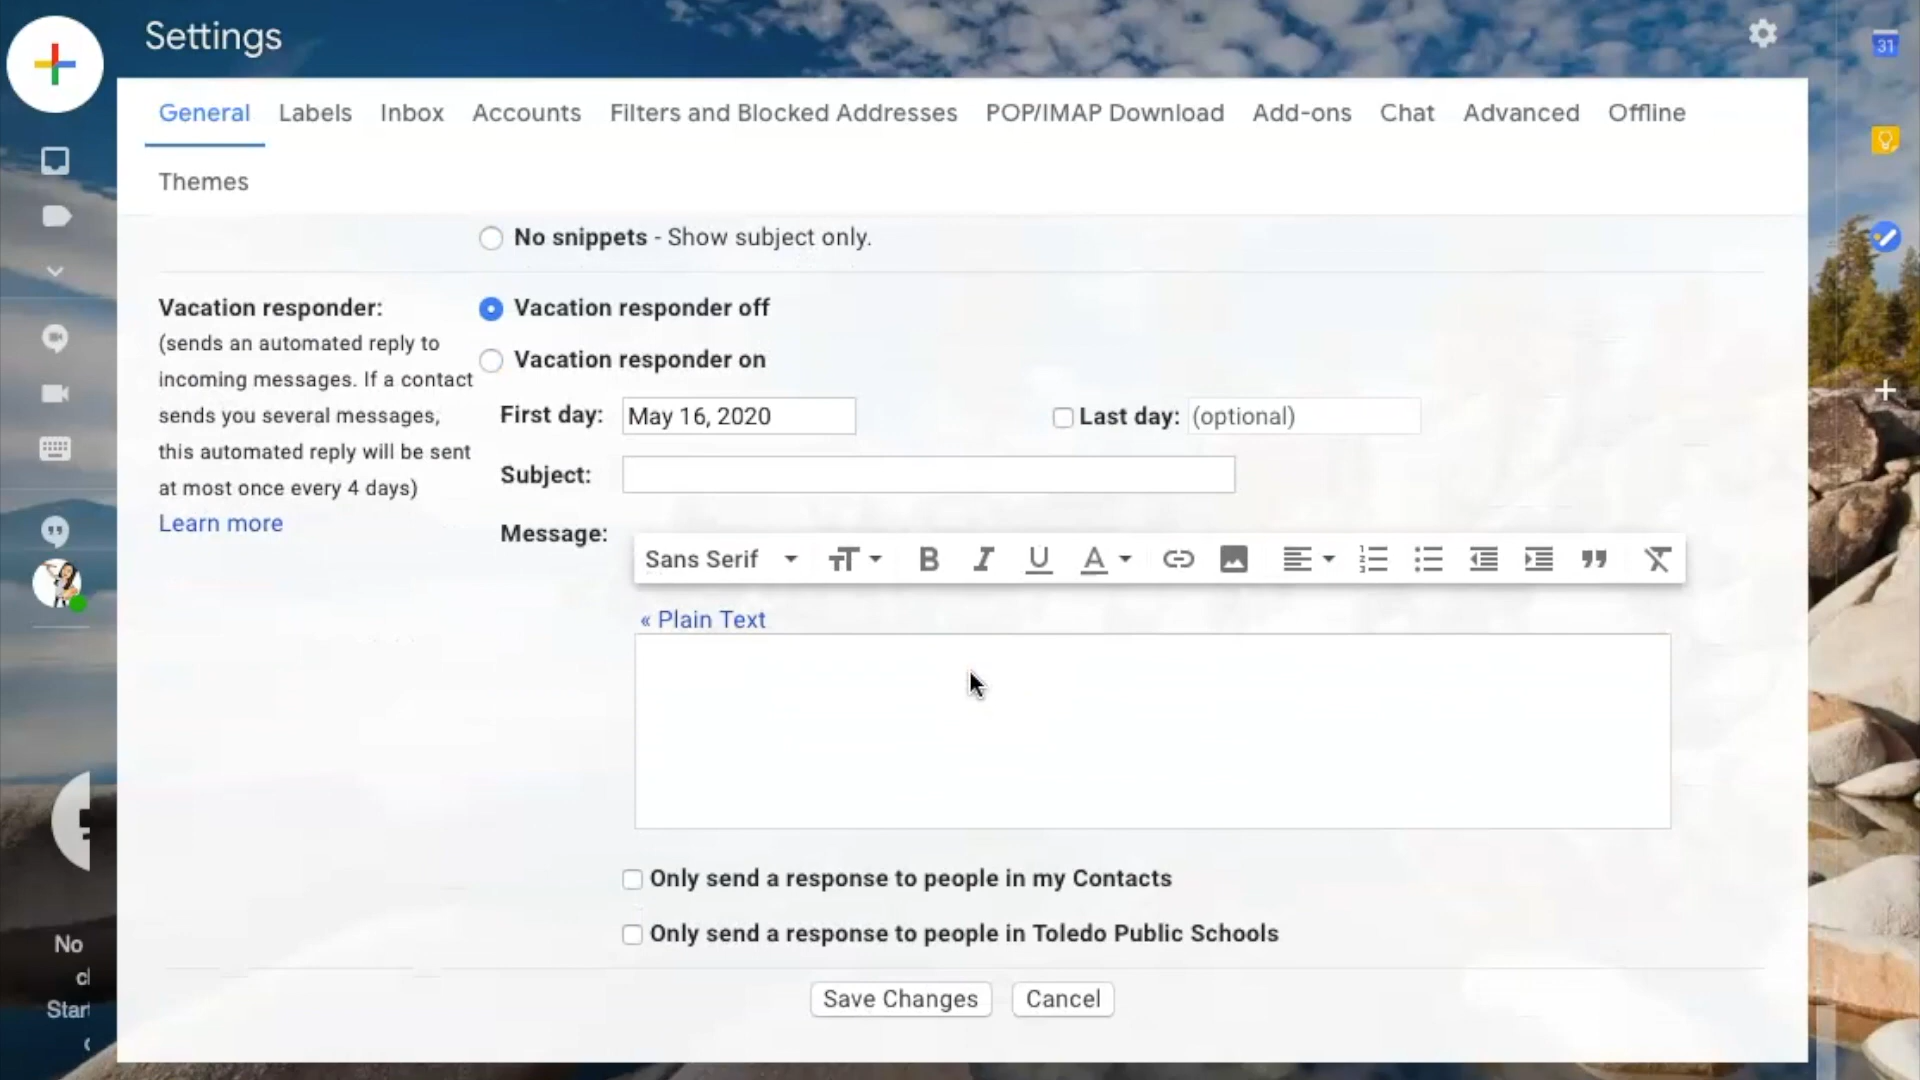 Settings
31
General Labels Inbox Accounts Filters and Blocked Addresses POP/IMAP Download Add-ons Chat Advanced Offline
Themes
No snippets - Show subject only.
Vacation responder:
(sends an automated reply to
incoming messages. If a contact
sends you several messages,
this automated reply will be sent
at most once every 4 days)
Learn more
Vacation responder off
Vacation responder on
First day: May 16, 2020 Last day: (optional)
Subject:
Message:
Sans Serif
« Plain Text
Only send a response to people in my Contacts
Only send a response to people in Toledo Public Schools
Save Changes Cancel
No